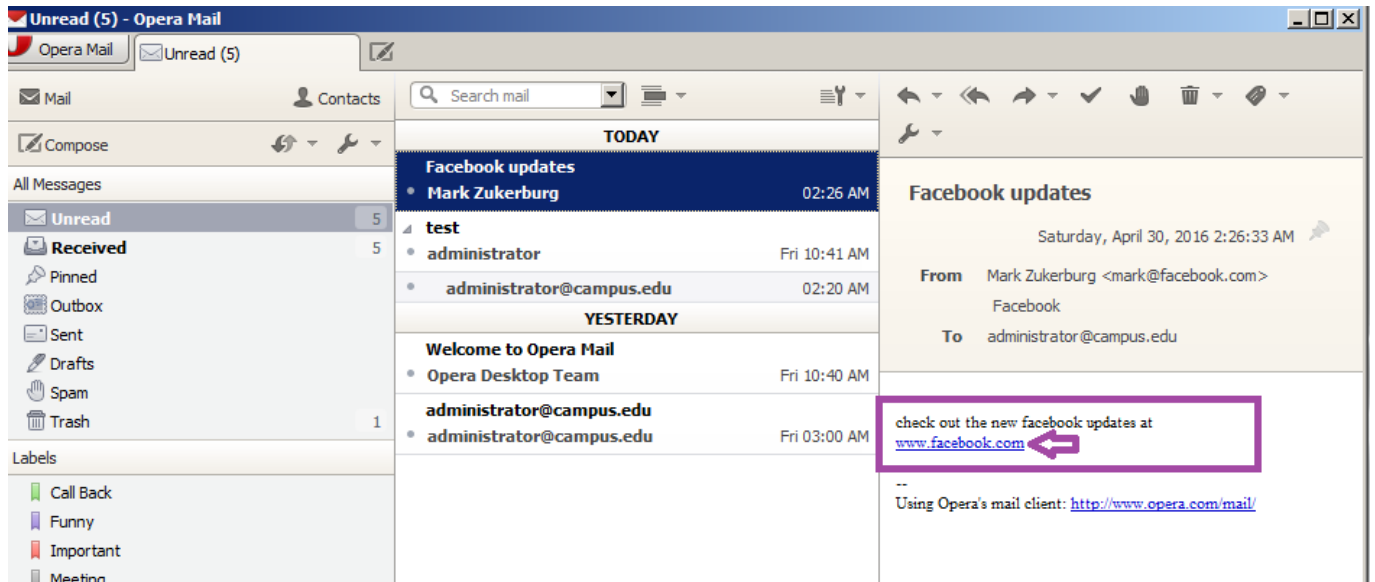 Unread (5) - Opera Mail
Opera Mail
Unread (5)
Mail
Contacts
Compose
All Messages
Unread 5
Received 5
Pinned
Outbox
Sent
Drafts
Spam
Trash 1
Labels
Call Back
Funny
Important
Meeting
Search mail
TODAY
Facebook updates
Mark Zukerburg 02:26 AM
test
administrator Fri 10:41 AM
administrator@campus.edu 02:20 AM
YESTERDAY
Welcome to Opera Mail
Opera Desktop Team Fri 10:40 AM
administrator@campus.edu
administrator@campus.edu Fri 03:00 AM
Facebook updates
Saturday, April 30, 2016 2:26:33 AM
From Mark Zukerburg <mark@facebook.com>
Facebook
To administrator@campus.edu
check out the new facebook updates at
www.facebook.com
--
Using Opera's mail client: http://www.opera.com/mail/